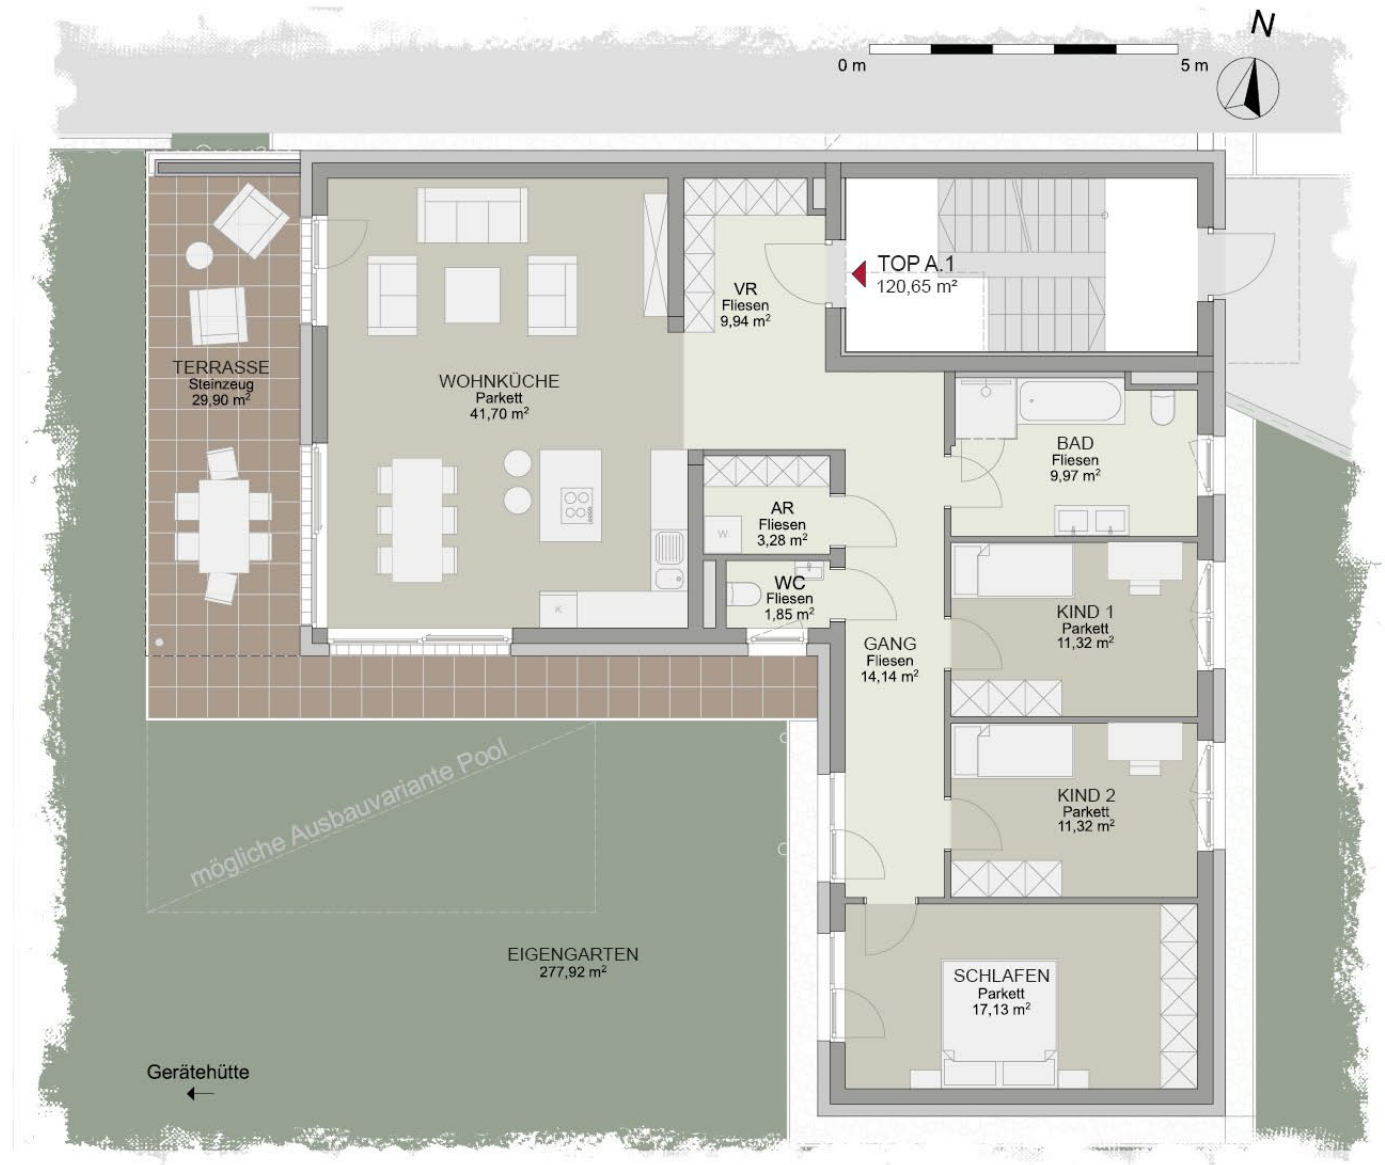 N
0 m
5 m
TOP A.1
120,65 m²
VR
Fliesen
9,94 m²
TERRASSE
Steinzeug
29,90 m²
WOHNKÜCHE
Parkett
41,70 m²
BAD
Fliesen
9,97 m²
AR
Fliesen
3,28 m²
W
WC
Fliesen
1,85 m²
K
KIND 1
Parkett
11,32 m²
GANG
Fliesen
14,14 m²
mögliche Ausbauvariante Pool
KIND 2
Parkett
11,32 m²
EIGENGARTEN
277,92 m²
SCHLAFEN
Parkett
17,13 m²
Gerätehütte